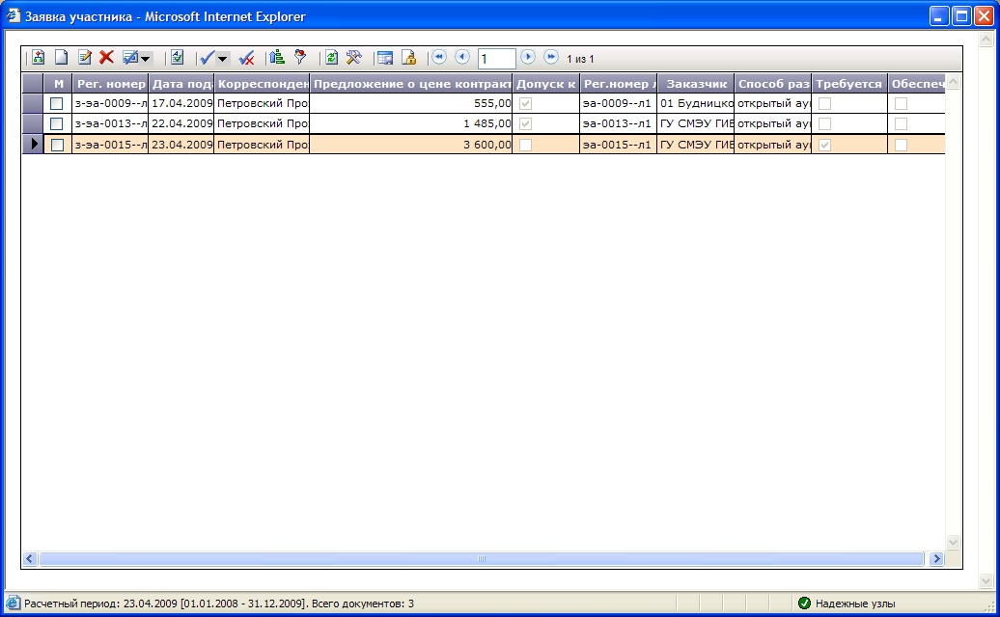 Заявка участника - Microsoft Internet Explorer
1 1 из 1
М Рег. номер Дата под Корреспонден Предложение о цене контракт Допуск к Рег.номер л Заказчик Способ раз Требуется Обеспеч
з-эа-0009--л 17.04.2009 Петровский Про 555,00 эа-0009--л1 01 Будницко открытый ау
з-эа-0013--л 22.04.2009 Петровский Про 1 485,00 эа-0013--л1 ГУ СМЭУ ГИБ открытый ау
з-эа-0015--л 23.04.2009 Петровский Про 3 600,00 эа-0015--л1 ГУ СМЭУ ГИБ открытый ау
Расчетный период: 23.04.2009 [01.01.2008 - 31.12.2009]. Всего документов: 3 Надежные узлы